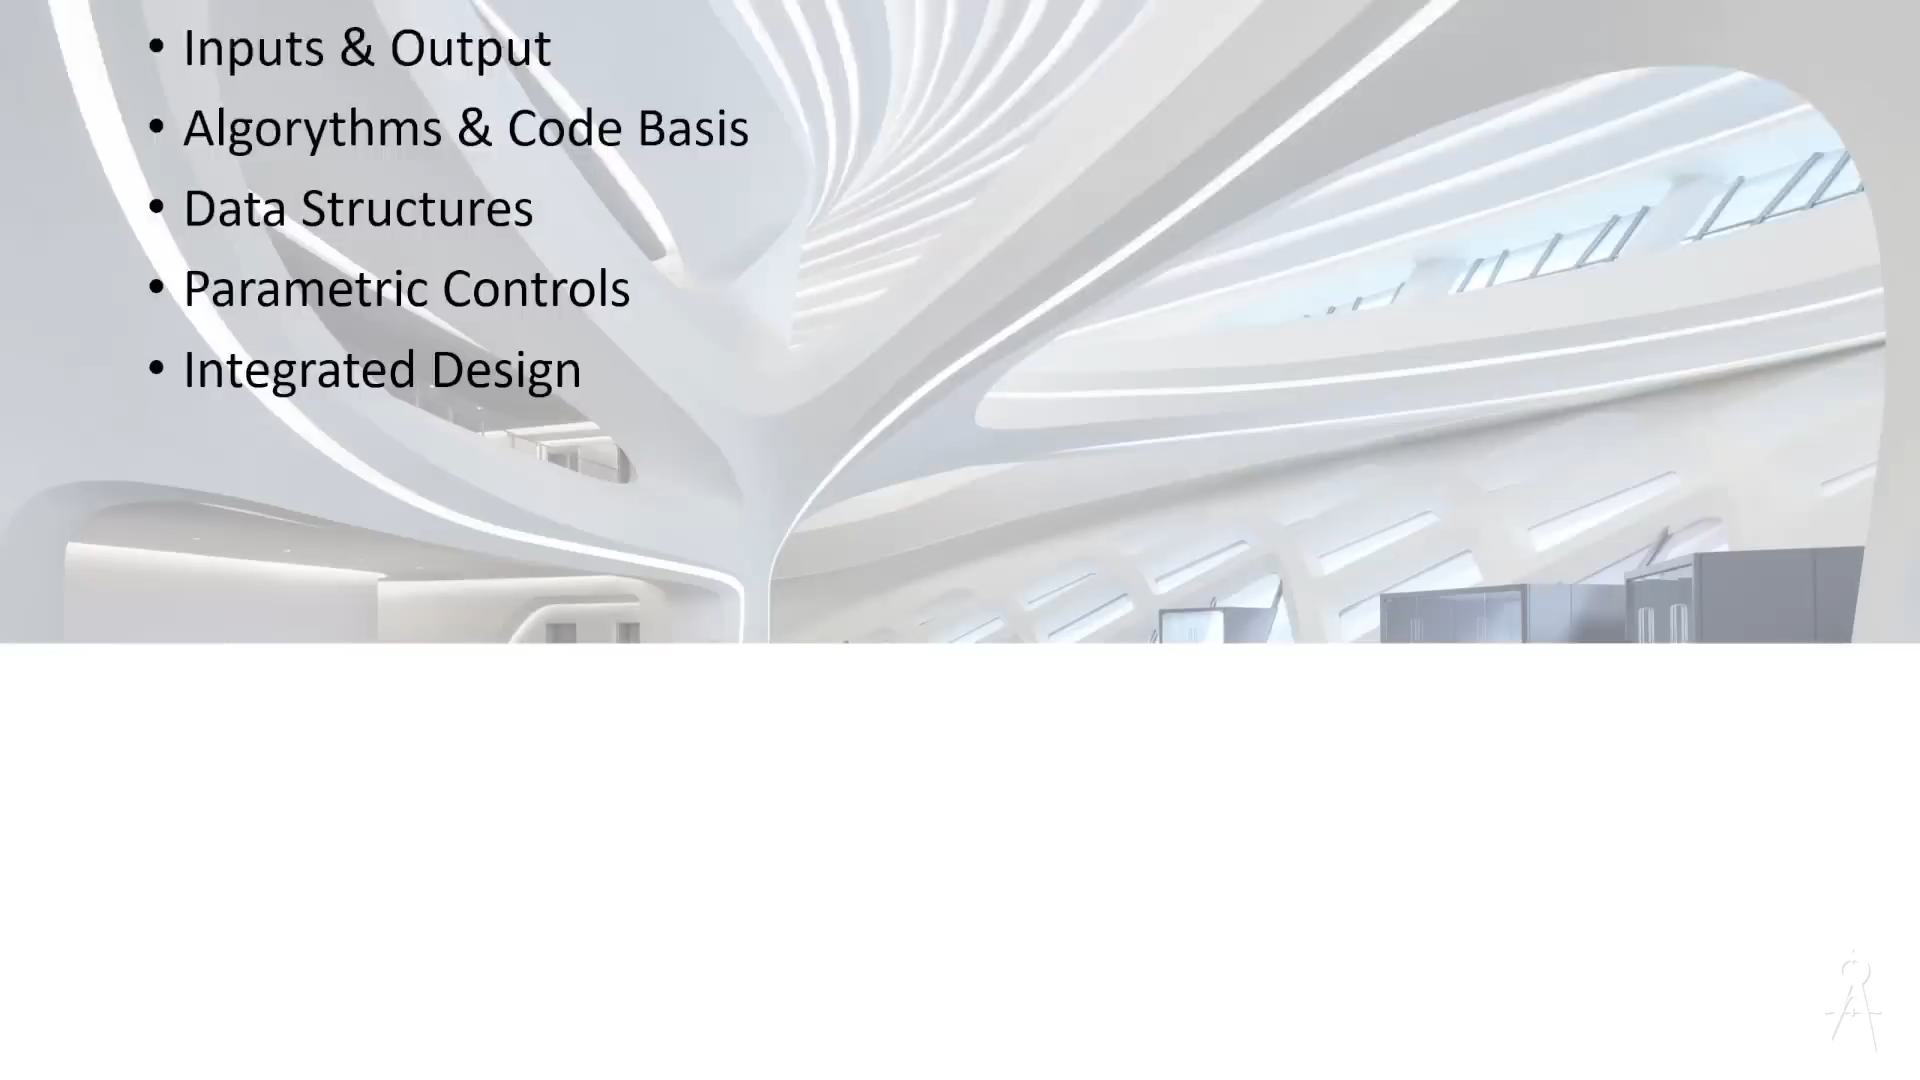 • Inputs & Output
• Algorythms & Code Basis
• Data Structures
• Parametric Controls
• Integrated Design